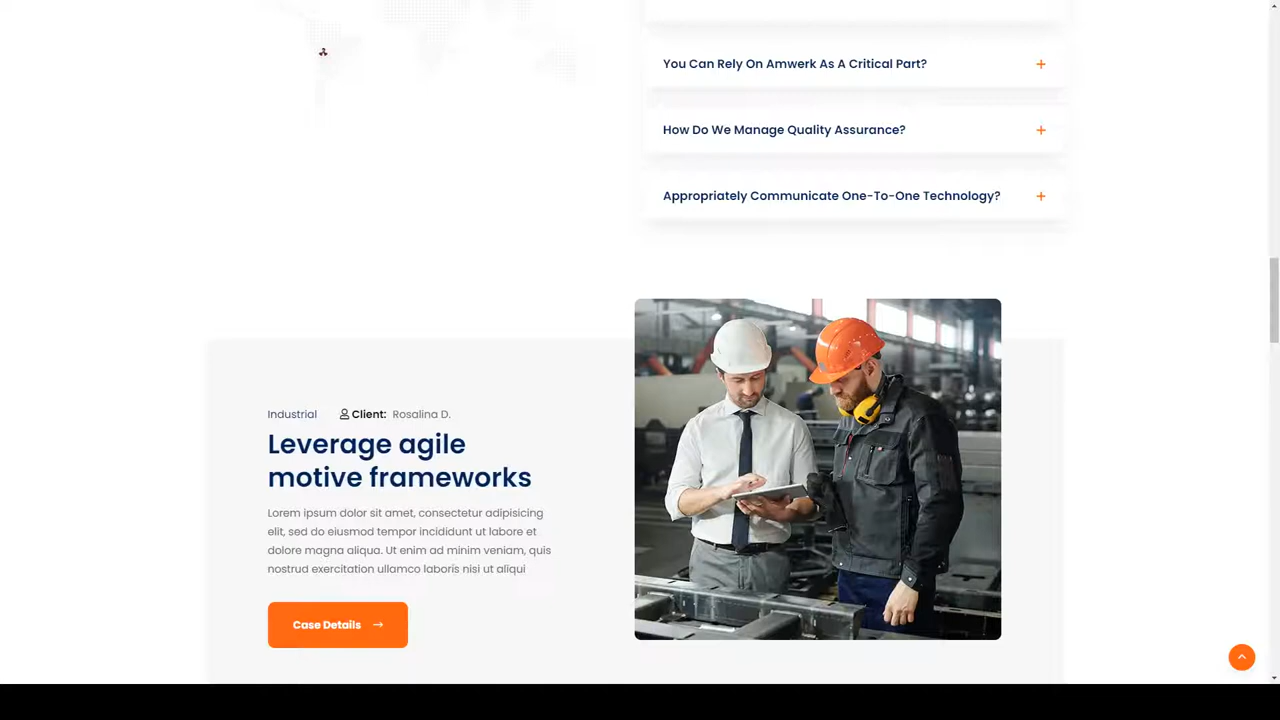 You Can Rely On Amwerk As A Critical Part?
How Do We Manage Quality Assurance?
Appropriately Communicate One-To-One Technology?
Industrial Client: Rosalina D.
Leverage agile
motive frameworks
Lorem ipsum dolor sit amet, consectetur adipisicing
elit, sed do eiusmod tempor incididunt ut labore et
dolore magna aliqua. Ut enim ad minim veniam, quis
nostrud exercitation ullamco laboris nisi ut aliqui
Case Details